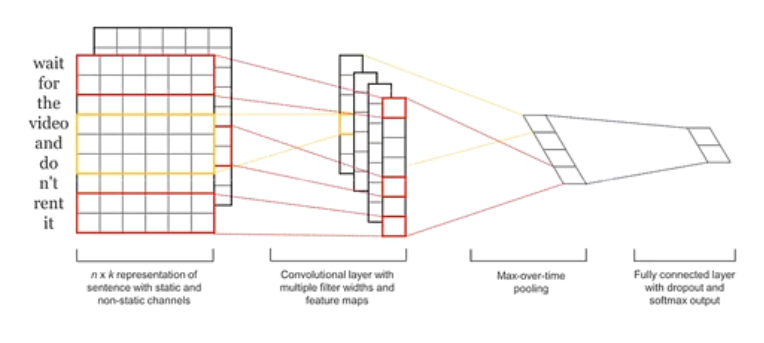 wait
for
the
video
and
do
n't
rent
it
n x k representation of
sentence with static and
non-static channels
Convolutional layer with
multiple filter widths and
feature maps
Max-over-time
pooling
Fully connected layer
with dropout and
softmax output